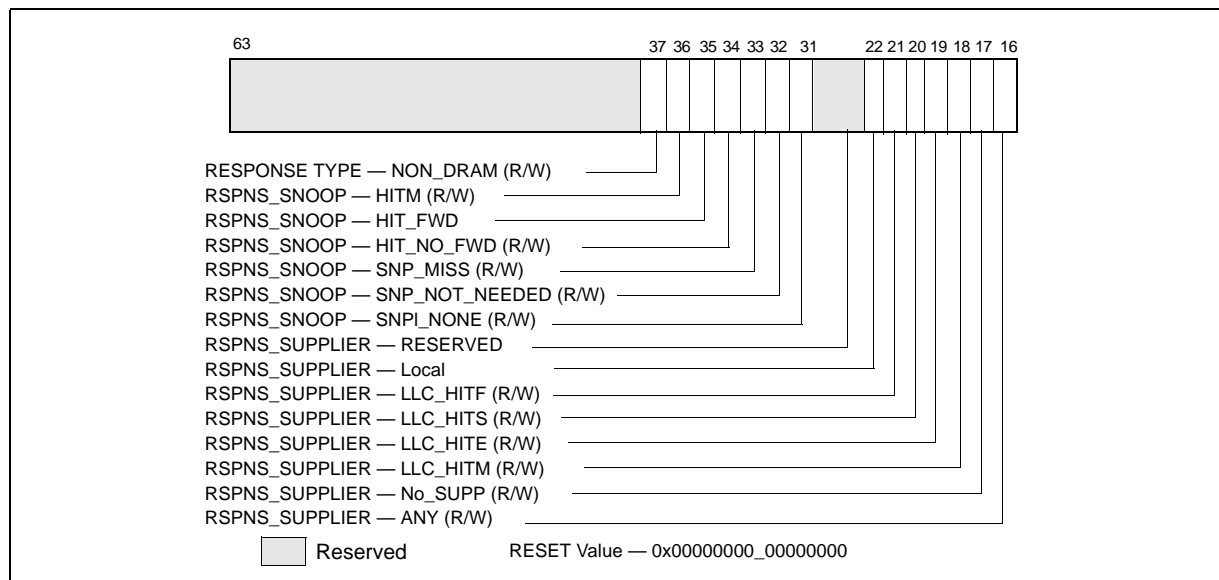 63 37 36 35 34 33 32 31 22 21 20 19 18 17 16
RESPONSE TYPE — NON_DRAM (R/W)
RSPNS_SNOOP — HITM (R/W)
RSPNS_SNOOP — HIT_FWD
RSPNS_SNOOP — HIT_NO_FWD (R/W)
RSPNS_SNOOP — SNP_MISS (R/W)
RSPNS_SNOOP — SNP_NOT_NEEDED (R/W)
RSPNS_SNOOP — SNPI_NONE (R/W)
RSPNS_SUPPLIER — RESERVED
RSPNS_SUPPLIER — Local
RSPNS_SUPPLIER — LLC_HITF (R/W)
RSPNS_SUPPLIER — LLC_HITS (R/W)
RSPNS_SUPPLIER — LLC_HITE (R/W)
RSPNS_SUPPLIER — LLC_HITM (R/W)
RSPNS_SUPPLIER — No_SUPP (R/W)
RSPNS_SUPPLIER — ANY (R/W)
Reserved RESET Value — 0x00000000_00000000